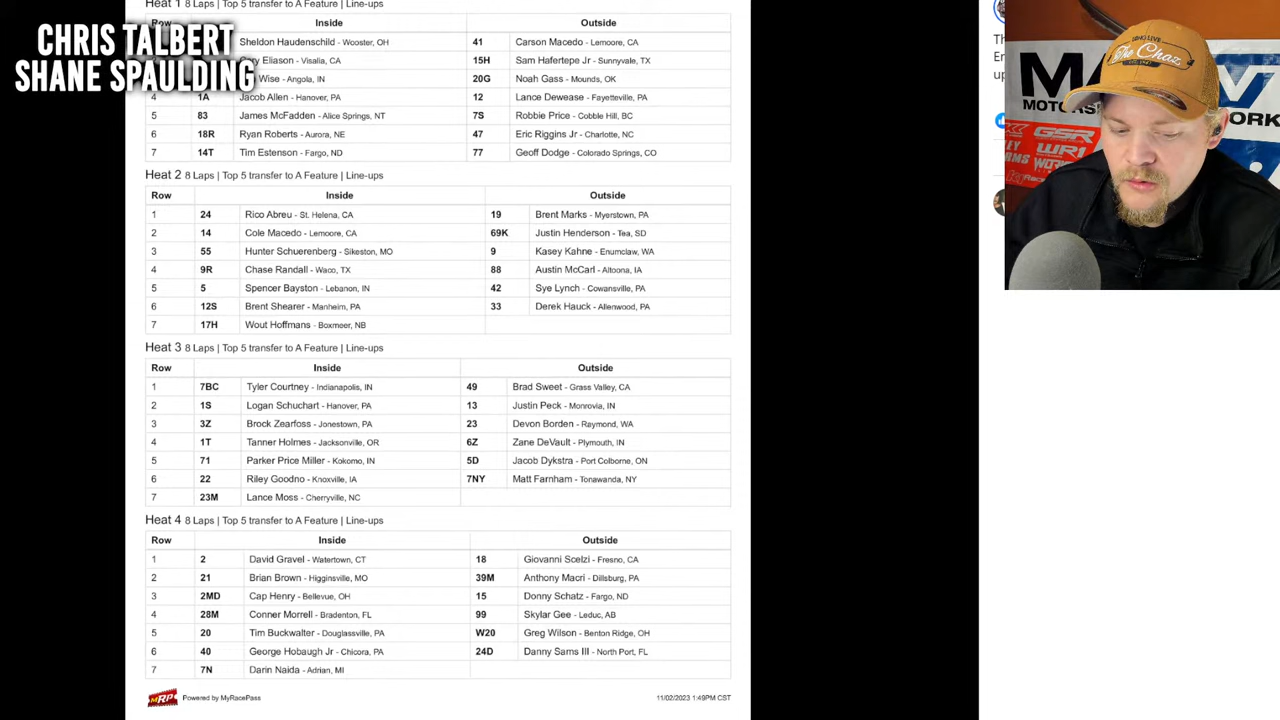 Heat 1 8 Laps | Top 5 transfer to A Feature | Line-ups
CHRIS TALBERT
SHANE SPAULDING
Row Inside Outside
Sheldon Haudenschild - Wooster, OH 41 Carson Macedo - Lemoore, CA
Eliason - Visalia, CA 15H Sam Hafertepe Jr - Sunnyvale, TX
Wise - Angola, IN 20G Noah Gass - Mounds, OK
4 1A Jacob Allen - Hanover, PA 12 Lance Dewease - Fayetteville, PA
5 83 James McFadden - Alice Springs, NT 7S Robbie Price - Cobble Hill, BC
6 18R Ryan Roberts - Aurora, NE 47 Eric Riggins Jr - Charlotte, NC
7 14T Tim Estenson - Fargo, ND 77 Geoff Dodge - Colorado Springs, CO
Heat 2 8 Laps | Top 5 transfer to A Feature | Line-ups
Row Inside Outside
1 24 Rico Abreu - St. Helena, CA 19 Brent Marks - Myerstown, PA
2 14 Cole Macedo - Lemoore, CA 69K Justin Henderson - Tea, SD
3 55 Hunter Schuerenberg - Sikeston, MO 9 Kasey Kahne - Enumclaw, WA
4 9R Chase Randall - Waco, TX 88 Austin McCarl - Altoona, IA
5 5 Spencer Bayston - Lebanon, IN 42 Sye Lynch - Cowansville, PA
6 12S Brent Shearer - Manheim, PA 33 Derek Hauck - Allenwood, PA
7 17H Wout Hoffmans - Boxmeer, NB
Heat 3 8 Laps | Top 5 transfer to A Feature | Line-ups
Row Inside Outside
1 7BC Tyler Courtney - Indianapolis, IN 49 Brad Sweet - Grass Valley, CA
2 1S Logan Schuchart - Hanover, PA 13 Justin Peck - Monrovia, IN
3 3Z Brock Zearfoss - Jonestown, PA 23 Devon Borden - Raymond, WA
4 1T Tanner Holmes - Jacksonville, OR 6Z Zane DeVault - Plymouth, IN
5 71 Parker Price Miller - Kokomo, IN 5D Jacob Dykstra - Port Colborne, ON
6 22 Riley Goodno - Knoxville, IA 7NY Matt Farnham - Tonawanda, NY
7 23M Lance Moss - Cherryville, NC
Heat 4 8 Laps | Top 5 transfer to A Feature | Line-ups
Row Inside Outside
1 2 David Gravel - Watertown, CT 18 Giovanni Scelzi - Fresno, CA
2 21 Brian Brown - Higginsville, MO 39M Anthony Macri - Dillsburg, PA
3 2MD Cap Henry - Bellevue, OH 15 Donny Schatz - Fargo, ND
4 28M Conner Morrell - Bradenton, FL 99 Skylar Gee - Leduc, AB
5 20 Tim Buckwalter - Douglassville, PA W20 Greg Wilson - Benton Ridge, OH
6 40 George Hobaugh Jr - Chicora, PA 24D Danny Sams III - North Port, FL
7 7N Darin Naida - Adrian, MI
MRP Powered by MyRacePass 11/02/2023 1:49PM CST
The Chaz
GSR
WR1